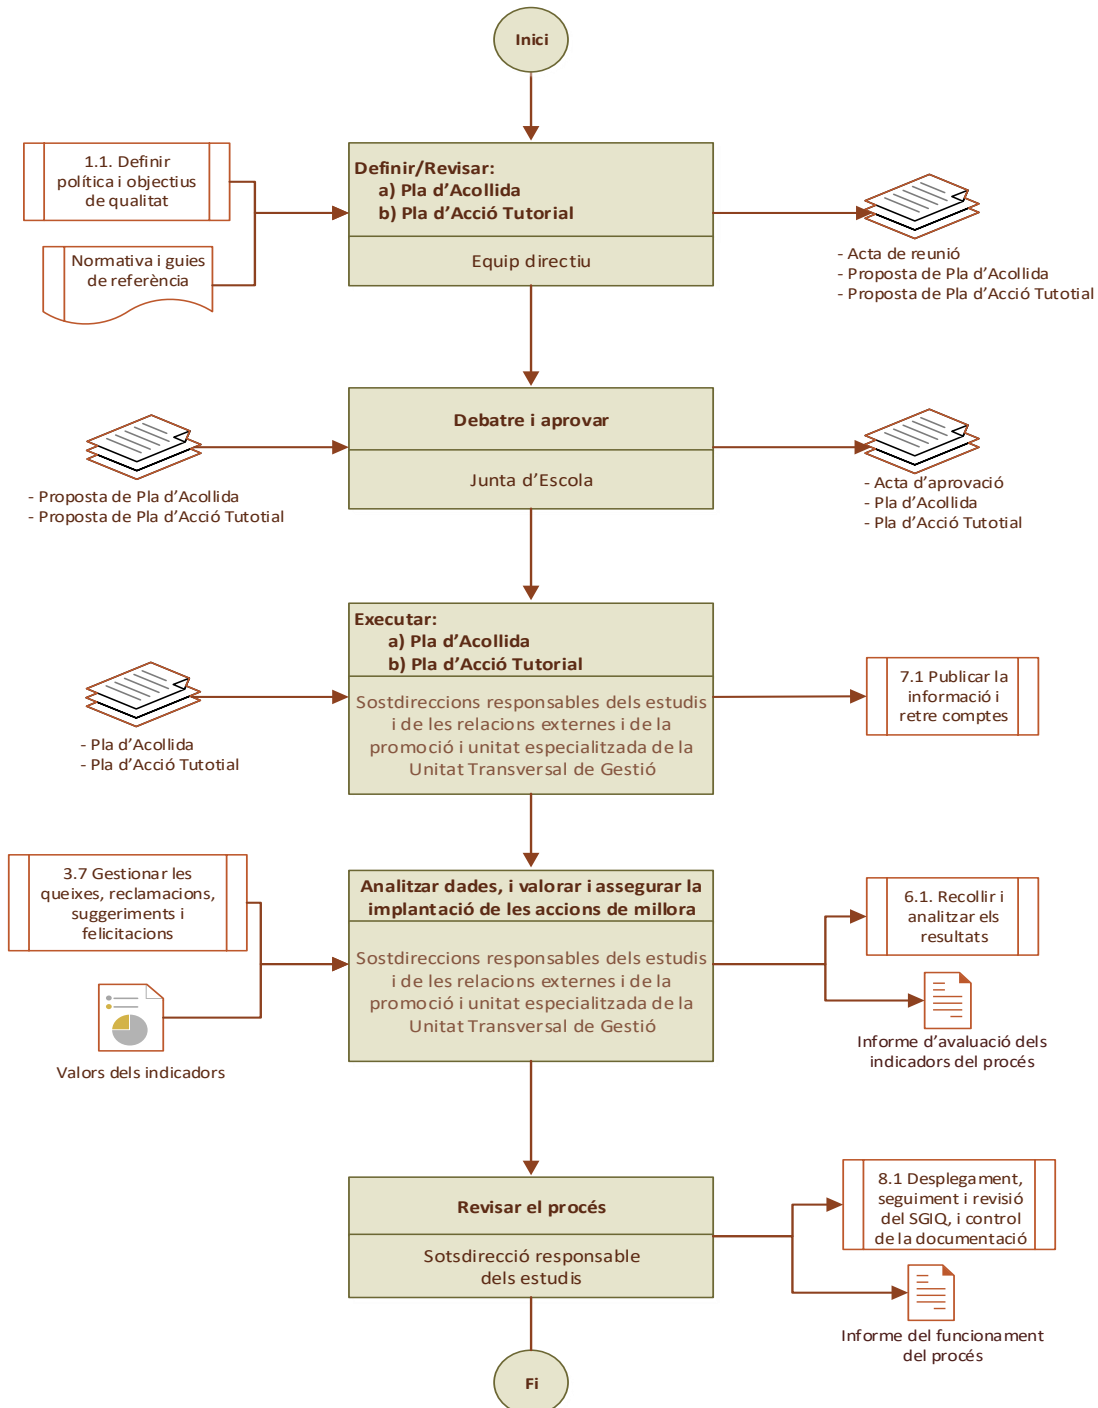 Inici
1.1. Definir
política i objectius
de qualitat
Normativa i guies
de referència
Definir/Revisar:
a) Pla d'Acollida
b) Pla d'Acció Tutorial
Equip directiu
- Acta de reunió
- Proposta de Pla d'Acollida
- Proposta de Pla d'Acció Tutotial
- Proposta de Pla d'Acollida
- Proposta de Pla d'Acció Tutotial
Debatre i aprovar
Junta d'Escola
- Acta d'aprovació
- Pla d'Acollida
- Pla d'Acció Tutotial
- Pla d'Acollida
- Pla d'Acció Tutotial
Executar:
a) Pla d'Acollida
b) Pla d'Acció Tutorial
Sostdireccions responsables dels estudis
i de les relacions externes i de la
promoció i unitat especialitzada de la
Unitat Transversal de Gestió
7.1 Publicar la
informació i
retre comptes
3.7 Gestionar les
queixes, reclamacions,
suggeriments i
felicitacions
Valors dels indicadors
Analitzar dades, i valorar i assegurar la
implantació de les accions de millora
Sostdireccions responsables dels estudis
i de les relacions externes i de la
promoció i unitat especialitzada de la
Unitat Transversal de Gestió
6.1. Recollir i
analitzar els
resultats
Informe d'avaluació dels
indicadors del procés
Revisar el procés
Sotsdirecció responsable
dels estudis
8.1 Desplegament,
seguiment i revisió
del SGIQ, i control
de la documentació
Informe del funcionament
del procés
Fi